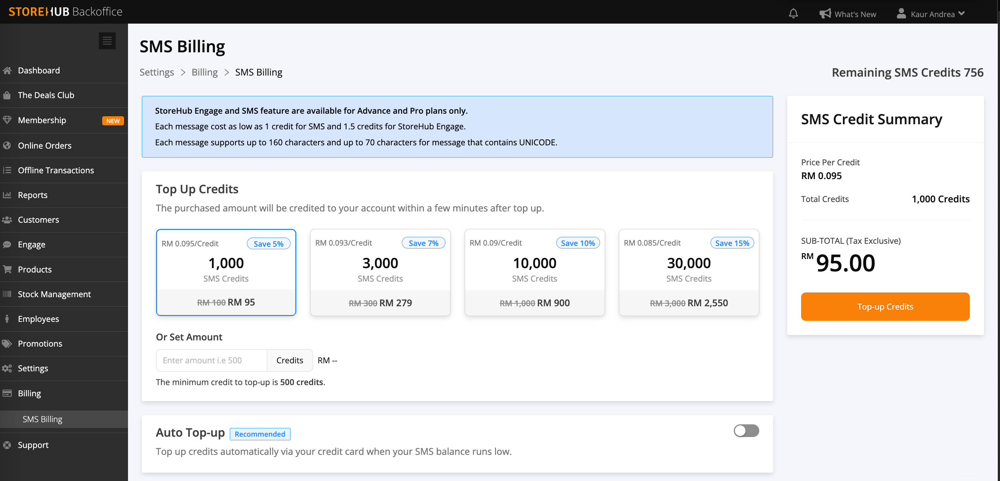 STOREHUB Backoffice
What's New
Kaur Andrea
Dashboard
The Deals Club
Membership NEW
Online Orders
Offline Transactions
Reports
Customers
Engage
Products
Stock Management
Employees
Promotions
Settings
Billing
SMS Billing
Support
SMS Billing
Settings > Billing > SMS Billing
Remaining SMS Credits 756
StoreHub Engage and SMS feature are available for Advance and Pro plans only.
Each message cost as low as 1 credit for SMS and 1.5 credits for StoreHub Engage.
Each message supports up to 160 characters and up to 70 characters for message that contains UNICODE.
Top Up Credits
The purchased amount will be credited to your account within a few minutes after top up.
RM 0.095/Credit Save 5%
1,000
SMS Credits
RM 100 RM 95
RM 0.093/Credit Save 7%
3,000
SMS Credits
RM 300 RM 279
RM 0.09/Credit Save 10%
10,000
SMS Credits
RM 1,000 RM 900
RM 0.085/Credit Save 15%
30,000
SMS Credits
RM 3,000 RM 2,550
Or Set Amount
Enter amount i.e 500 Credits RM --
The minimum credit to top-up is 500 credits.
Auto Top-up Recommended
Top up credits automatically via your credit card when your SMS balance runs low.
SMS Credit Summary
Price Per Credit
RM 0.095
Total Credits 1,000 Credits
SUB-TOTAL (Tax Exclusive)
RM 95.00
Top-up Credits